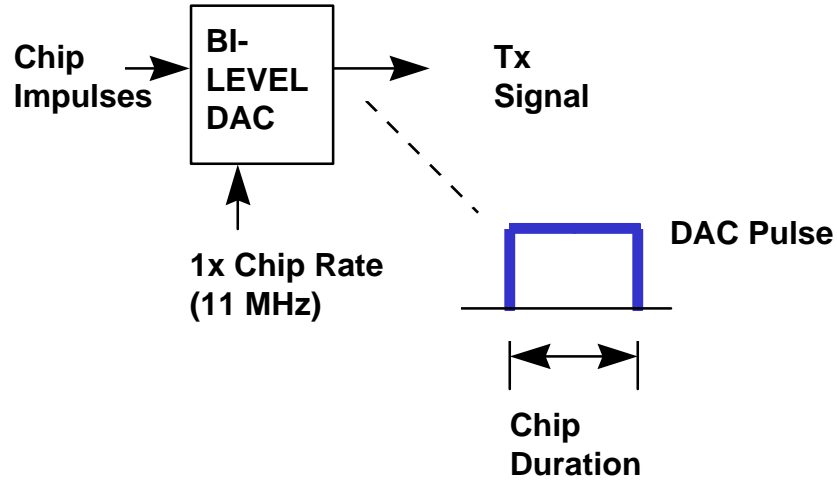 Chip
Impulses
BI-
LEVEL
DAC
Tx
Signal
1x Chip Rate
(11 MHz)
DAC Pulse
Chip
Duration